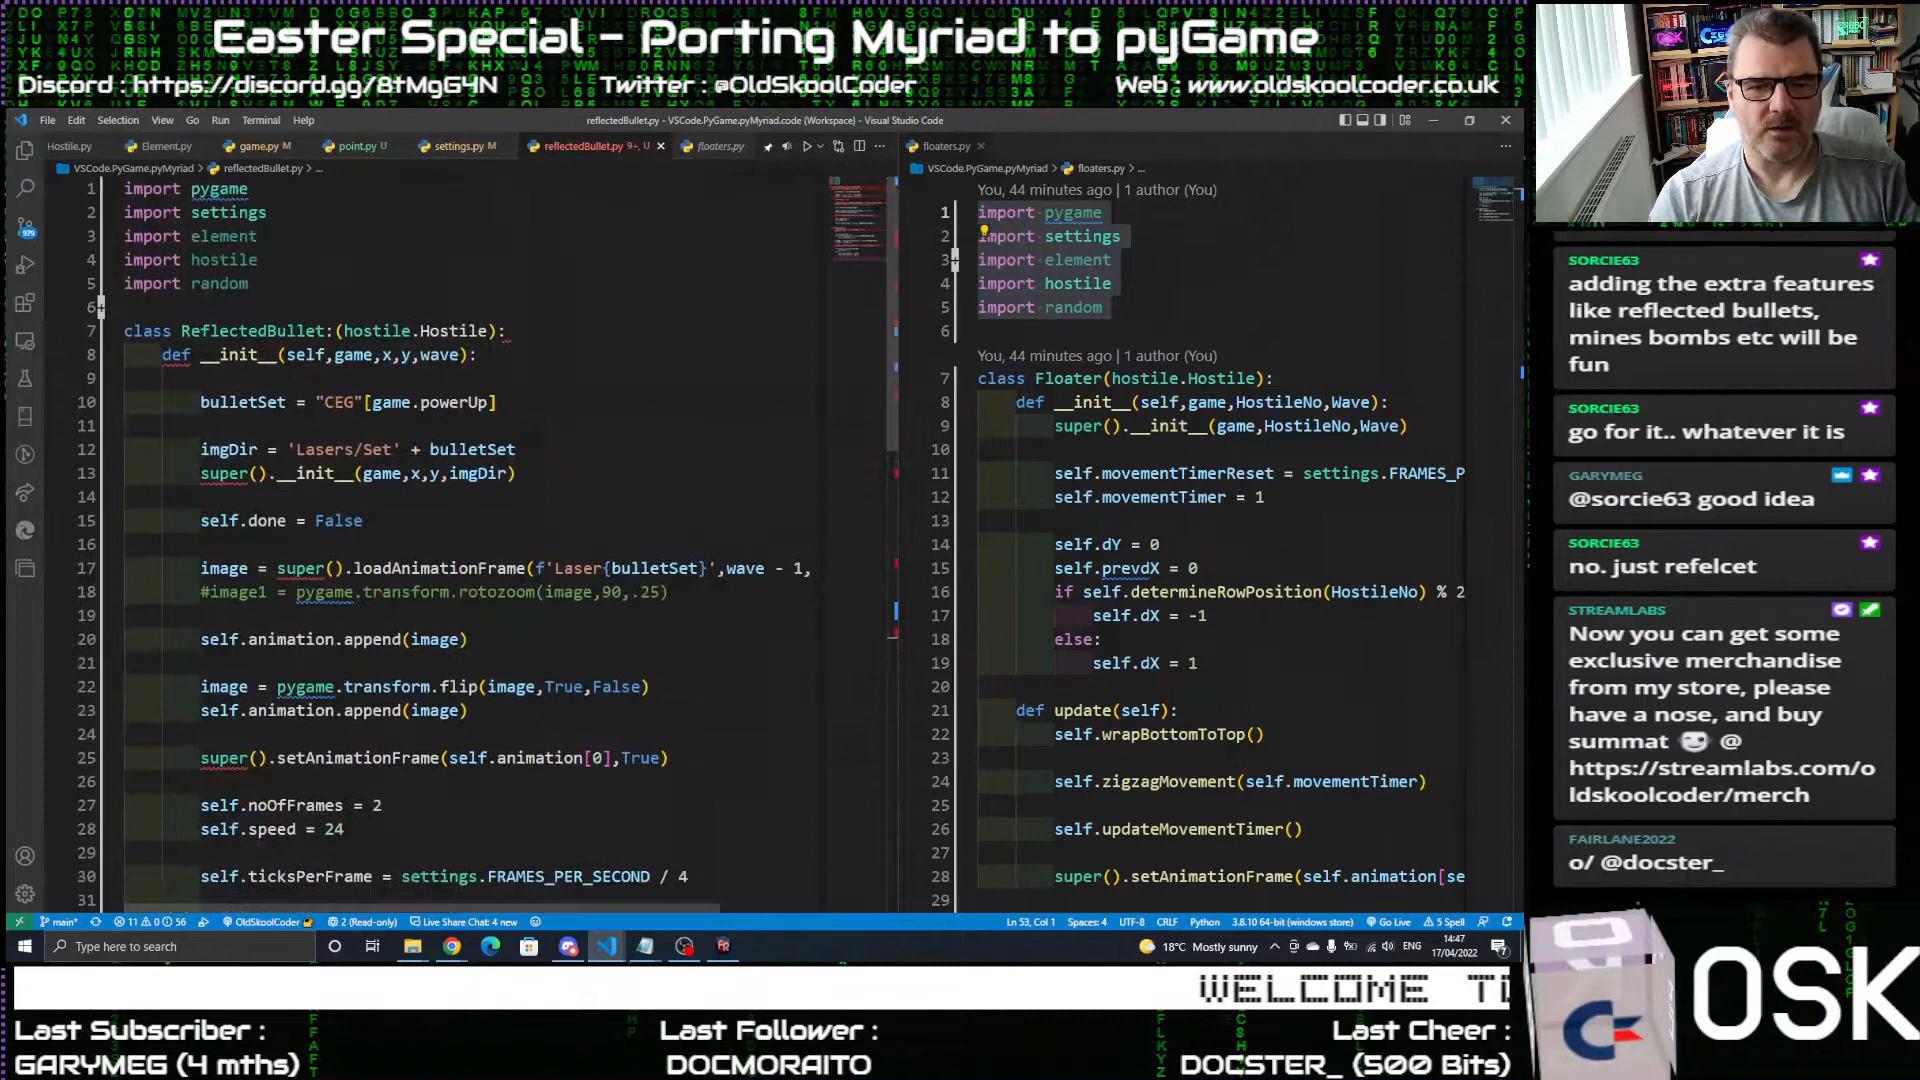 Easter Special - Porting Myriad to pyGame
Discord : https://discord.gg/8tMgG4N
Twitter : @OldSkoolCoder
Web : www.oldskoolcoder.co.uk
File Edit Selection View Go Run Terminal Help
reflectedBullet.py - VSCode.PyGame.pyMyriad.code (Workspace) - Visual Studio Code
Hostile.py Element.py game.py M point.py U settings.py M reflectedBullet.py 9+, U floaters.py
VSCode.PyGame.pyMyriad > reflectedBullet.py > ...
1 import pygame
2 import settings
3 import element
4 import hostile
5 import random
6
7 class ReflectedBullet:(hostile.Hostile):
8 def __init__(self,game,x,y,wave):
9
10 bulletSet = "CEG"[game.powerUp]
11
12 imgDir = 'Lasers/Set' + bulletSet
13 super().__init__(game,x,y,imgDir)
14
15 self.done = False
16
17 image = super().loadAnimationFrame(f'Laser{bulletSet}',wave - 1,
18 #image1 = pygame.transform.rotozoom(image,90,.25)
19
20 self.animation.append(image)
21
22 image = pygame.transform.flip(image,True,False)
23 self.animation.append(image)
24
25 super().setAnimationFrame(self.animation[0],True)
26
27 self.noOfFrames = 2
28 self.speed = 24
29
30 self.ticksPerFrame = settings.FRAMES_PER_SECOND / 4
31
floaters.py
VSCode.PyGame.pyMyriad > floaters.py > ...
You, 44 minutes ago | 1 author (You)
1 import pygame
2 import settings
3 import element
4 import hostile
5 import random
6
You, 44 minutes ago | 1 author (You)
7 class Floater(hostile.Hostile):
8 def __init__(self,game,HostileNo,Wave):
9 super().__init__(game,HostileNo,Wave)
10
11 self.movementTimerReset = settings.FRAMES_P
12 self.movementTimer = 1
13
14 self.dY = 0
15 self.prevdX = 0
16 if self.determineRowPosition(HostileNo) % 2
17 self.dX = -1
18 else:
19 self.dX = 1
20
21 def update(self):
22 self.wrapBottomToTop()
23
24 self.zigzagMovement(self.movementTimer)
25
26 self.updateMovementTimer()
27
28 super().setAnimationFrame(self.animation[se
29
979
main* 11 0 56 OldSkoolCoder 2 (Read-only) Live Share Chat: 4 new
Ln 53, Col 1 Spaces: 4 UTF-8 CRLF Python 3.8.10 64-bit (windows store) Go Live 5 Spell
Type here to search
18°C Mostly sunny
ENG
14:47
17/04/2022
7
SORCIE63
adding the extra features
like reflected bullets,
mines bombs etc will be
fun
SORCIE63
go for it.. whatever it is
GARYMEG
@sorcie63 good idea
SORCIE63
no. just refelcet
STREAMLABS
Now you can get some
exclusive merchandise
from my store, please
have a nose, and buy
summat @
https://streamlabs.com/o
ldskoolcoder/merch
FAIRLANE2022
o/ @docster_
WELCOME
Last Subscriber :
GARYMEG (4 mths)
Last Follower :
DOCMORAITO
Last Cheer :
DOCSTER_ (500 Bits)
OSK